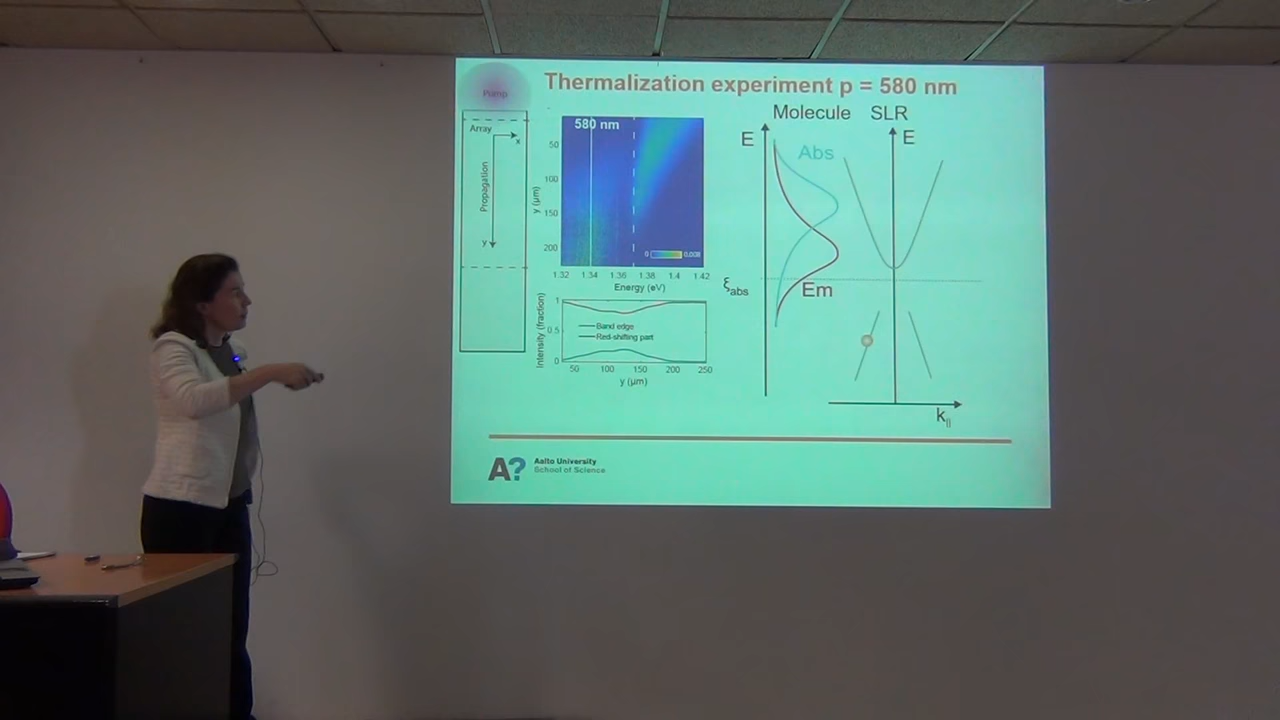 Thermalization experiment p = 580 nm
Pump
Array
x
Propagation
y
580 nm
50
100
150
200
y (µm)
0
0.008
1.32 1.34 1.36 1.38 1.4 1.42
Energy (eV)
Intensity (fraction)
1
0.5
0
Band edge
Red-shifting part
50 100 150 200 250
y (µm)
Molecule SLR
E
E
Abs
ξabs
Em
k||
A?
Aalto University
School of Science